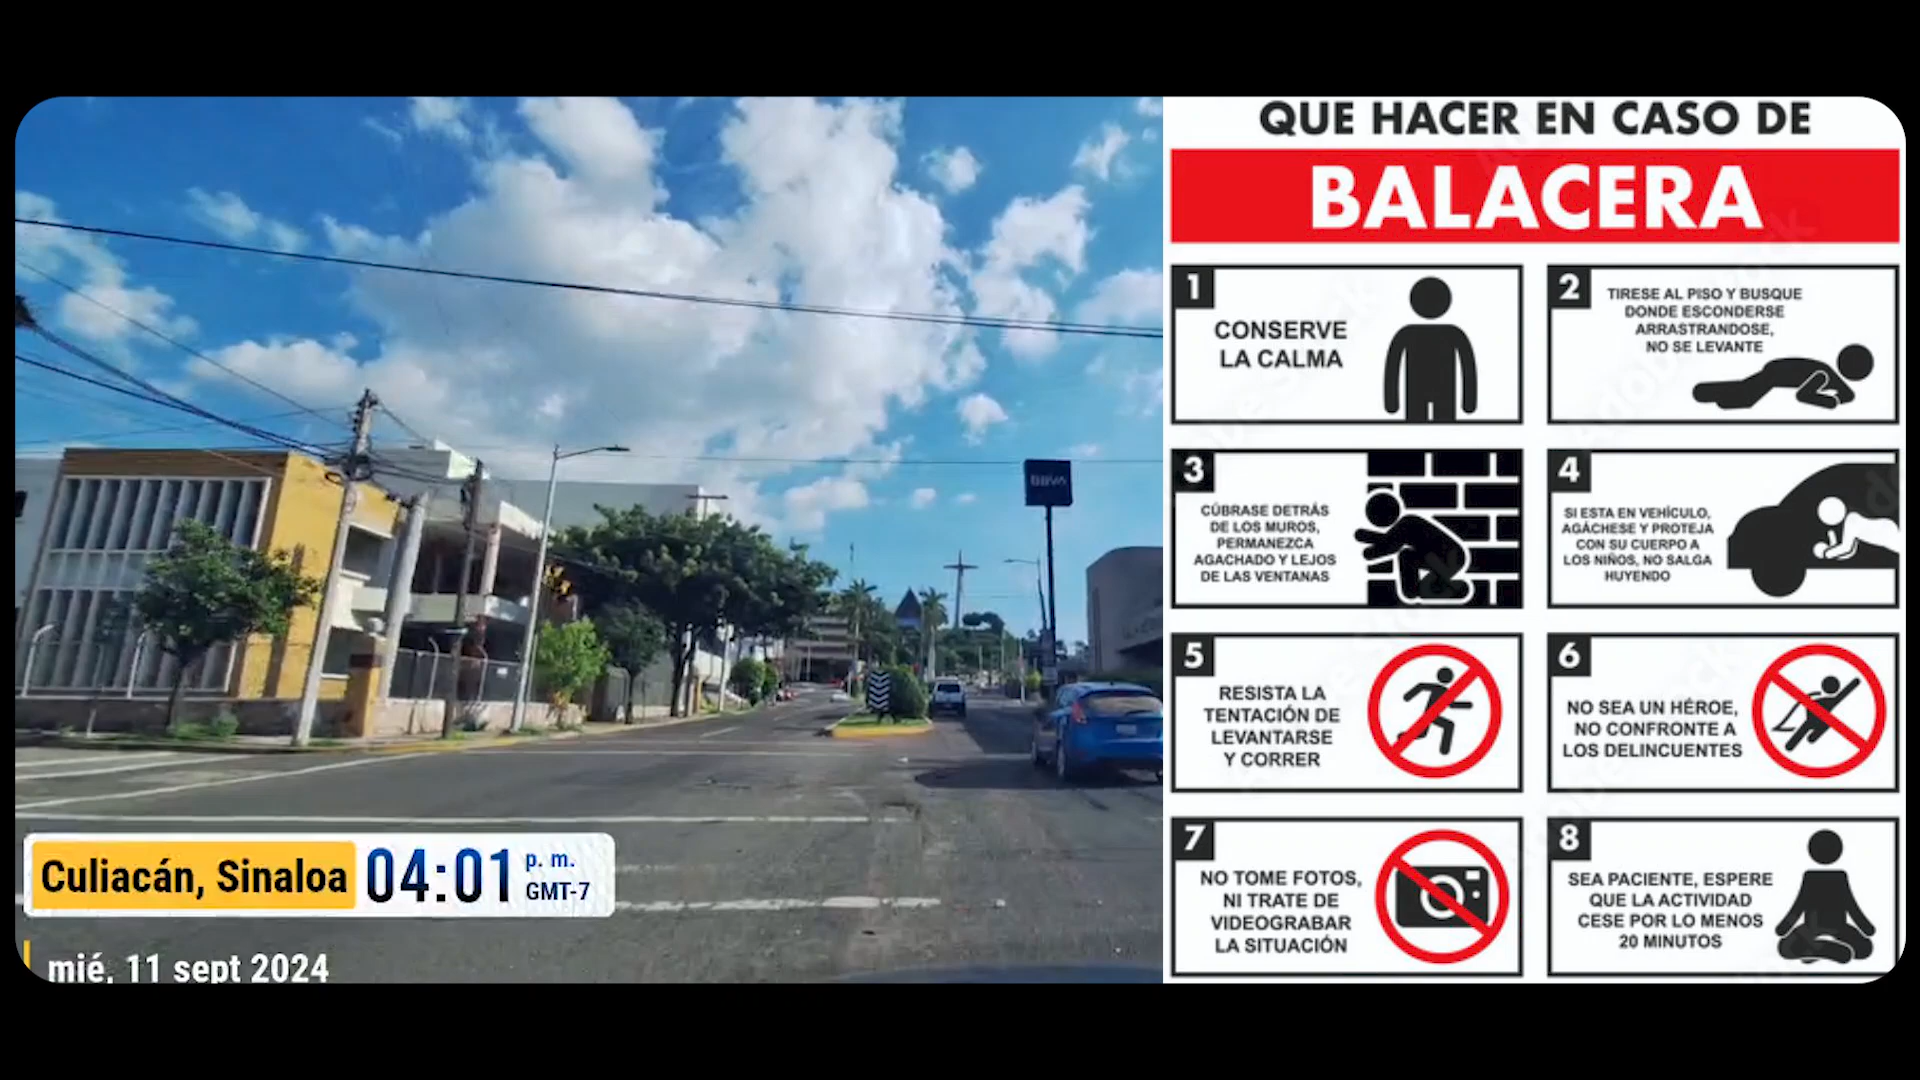 BBVA
Culiacán, Sinaloa
04:01
p. m.
GMT-7
mié, 11 sept 2024
QUE HACER EN CASO DE
BALACERA
1
CONSERVE
LA CALMA
2
TIRESE AL PISO Y BUSQUE
DONDE ESCONDERSE
ARRASTRANDOSE,
NO SE LEVANTE
3
CÚBRASE DETRÁS
DE LOS MUROS,
PERMANEZCA
AGACHADO Y LEJOS
DE LAS VENTANAS
4
SI ESTA EN VEHÍCULO,
AGÁCHESE Y PROTEJA
CON SU CUERPO A
LOS NIÑOS, NO SALGA
HUYENDO
5
RESISTA LA
TENTACIÓN DE
LEVANTARSE
Y CORRER
6
NO SEA UN HÉROE,
NO CONFRONTE A
LOS DELINCUENTES
7
NO TOME FOTOS,
NI TRATE DE
VIDEOGRABAR
LA SITUACIÓN
8
SEA PACIENTE, ESPERE
QUE LA ACTIVIDAD
CESE POR LO MENOS
20 MINUTOS